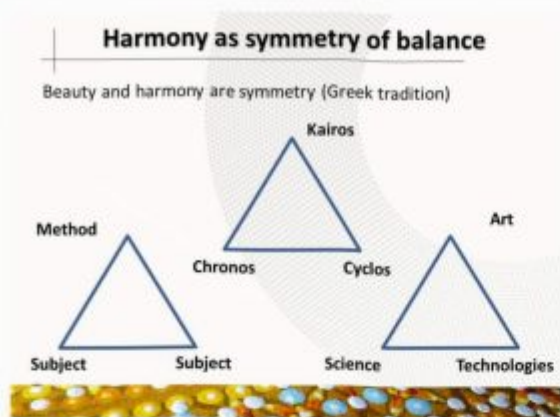 Harmony as symmetry of balance
Beauty and harmony are symmetry (Greek tradition)
Kairos
Chronos
Cyclos
Method
Subject
Subject
Art
Science
Technologies